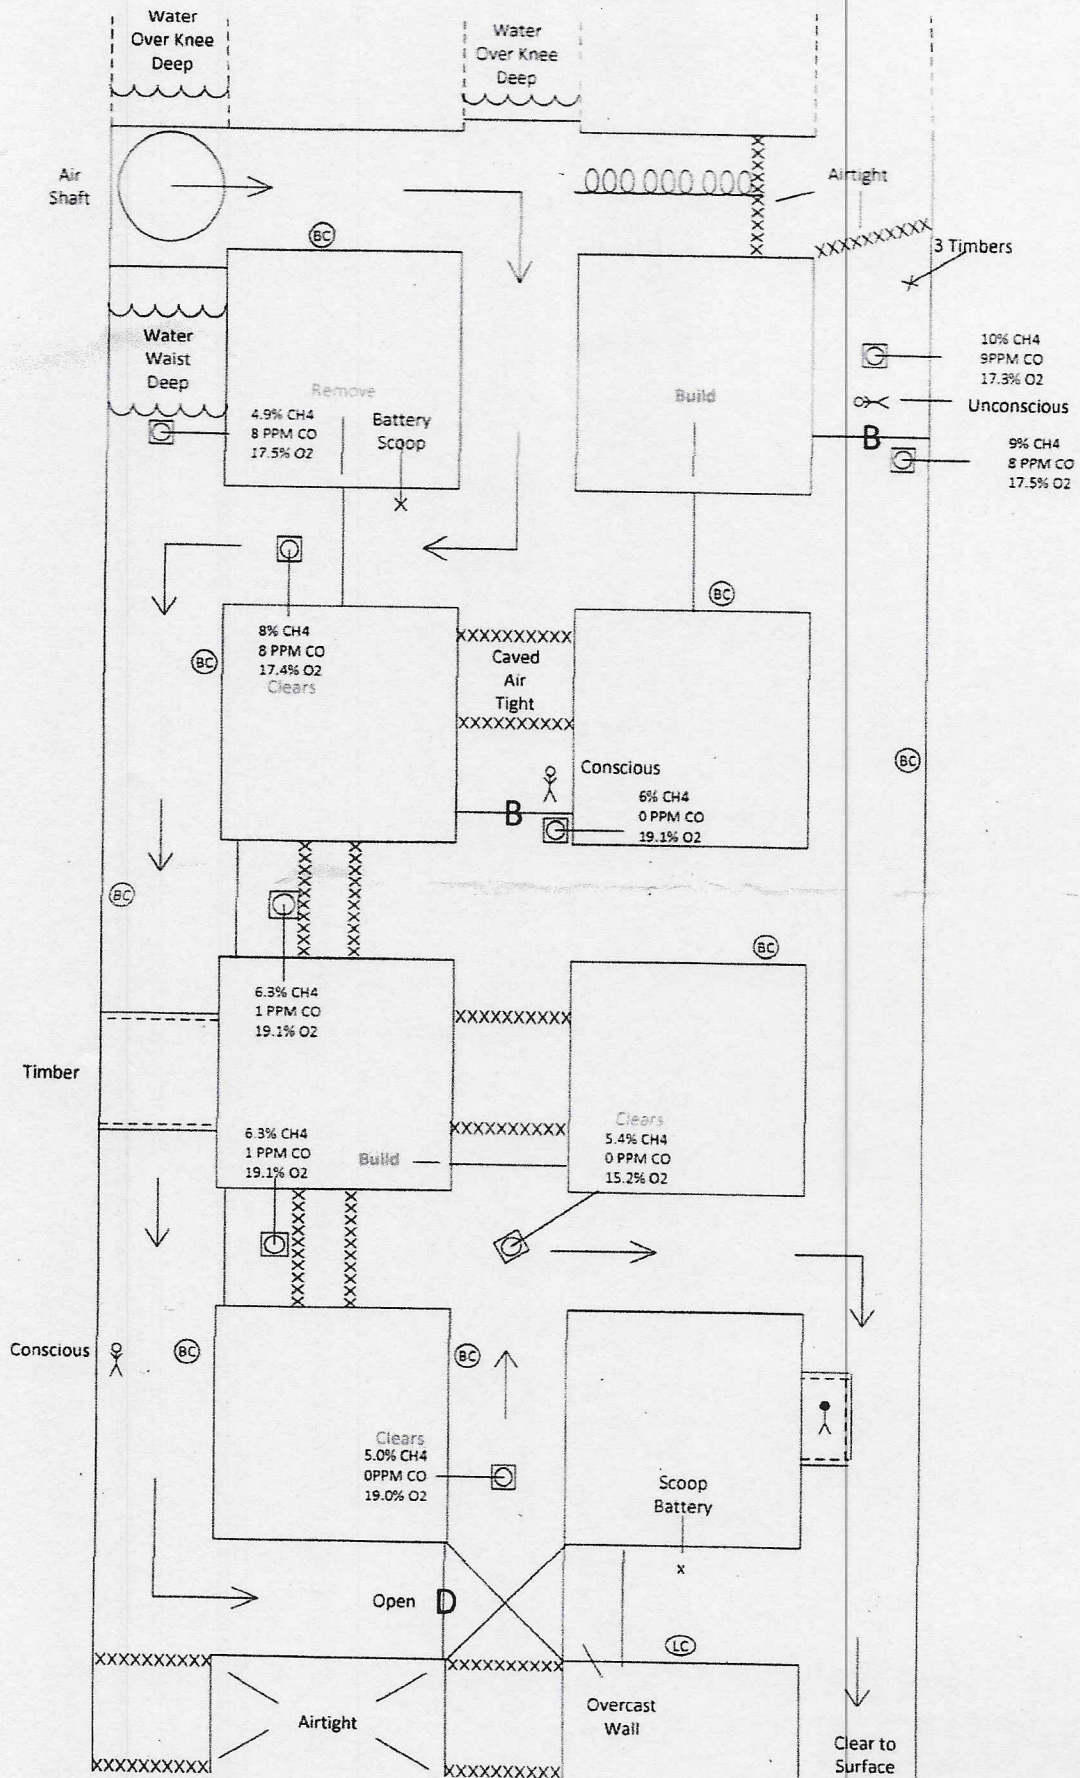 Water
Over Knee
Deep
Water
Over Knee
Deep
Air
Shaft
Airtight
BC
3 Timbers
Water
Waist
Deep
Remove
4.9% CH4
8 PPM CO
17.5% O2
Battery
Scoop
Build
10% CH4
9PPM CO
17.3% O2
Unconscious
B
9% CH4
8 PPM CO
17.5% O2
BC
8% CH4
8 PPM CO
17.4% O2
Clears
BC
Caved
Air
Tight
Conscious
BC
B
6% CH4
0 PPM CO
19.1% O2
BC
BC
6.3% CH4
1 PPM CO
19.1% O2
Timber
6.3% CH4
1 PPM CO
19.1% O2
Build
Clears
5.4% CH4
0 PPM CO
15.2% O2
Conscious
BC
BC
Clears
5.0% CH4
0PPM CO
19.0% O2
Scoop
Battery
x
Open
D
LC
Overcast
Wall
Airtight
Clear to
Surface